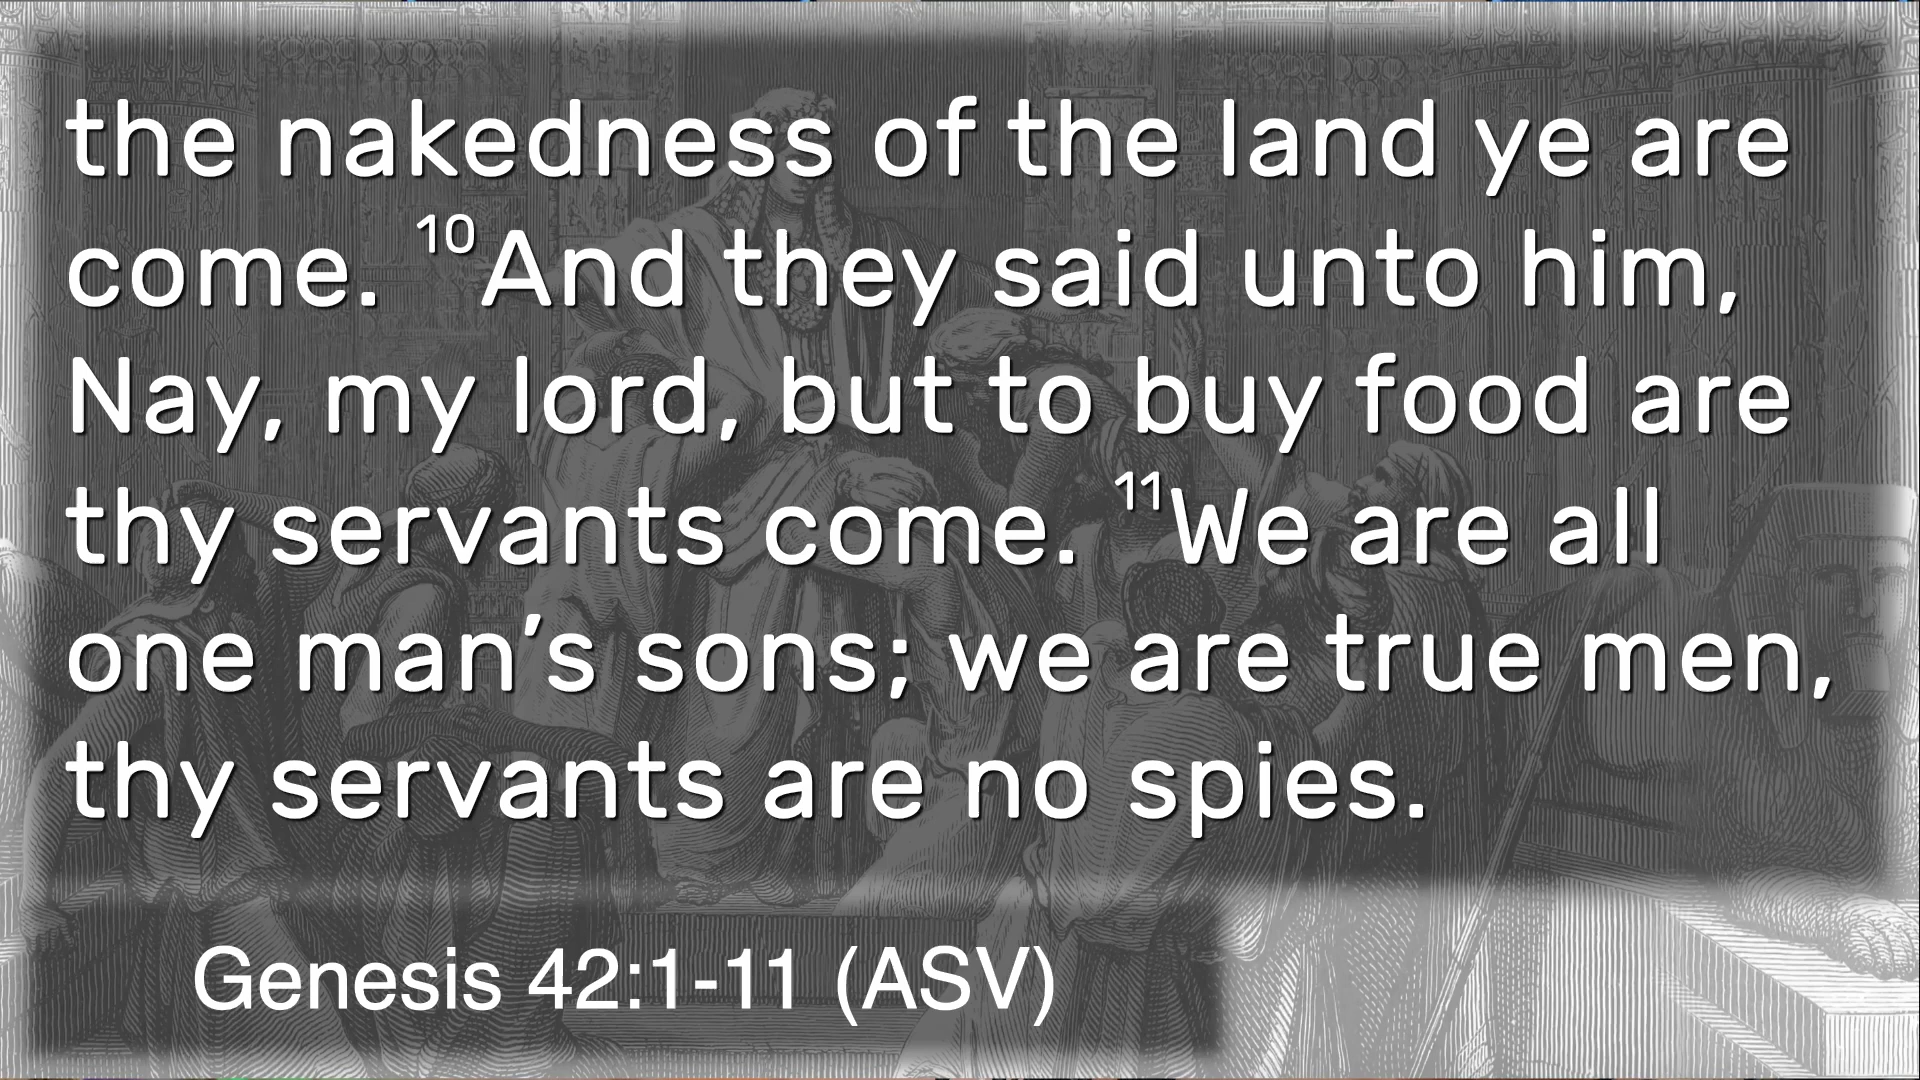 the nakedness of the land ye are
come. ¹⁰And they said unto him,
Nay, my lord, but to buy food are
thy servants come. ¹¹We are all
one man’s sons; we are true men,
thy servants are no spies.
Genesis 42:1-11 (ASV)